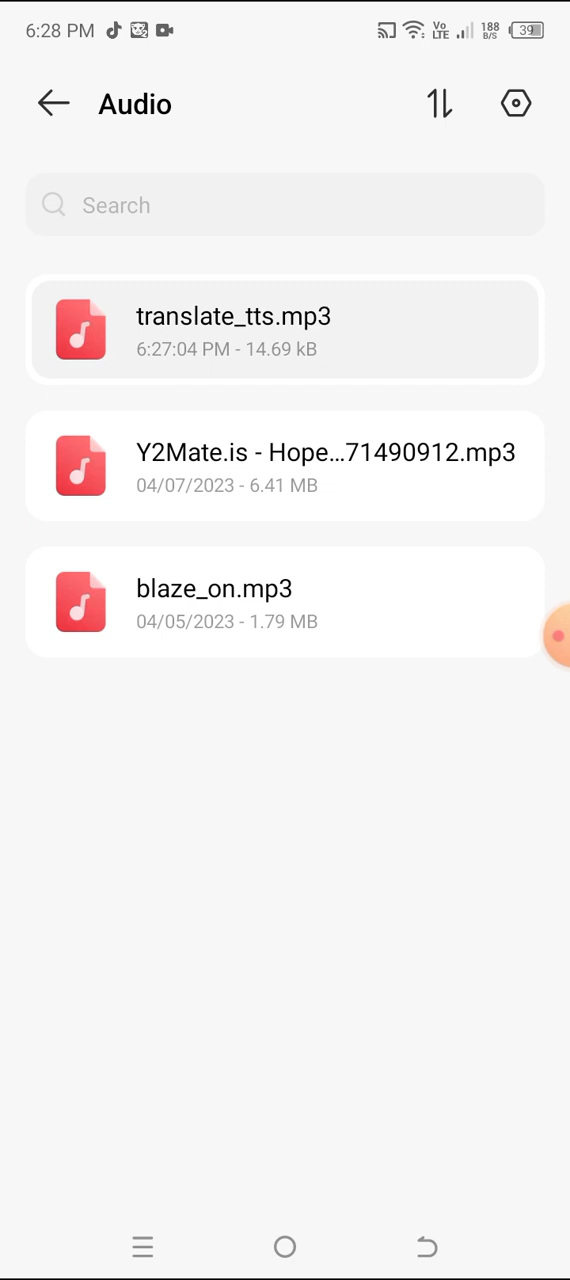 6:28 PM
Vo LTE
188 B/S
39
Audio
Search
translate_tts.mp3
6:27:04 PM - 14.69 kB
Y2Mate.is - Hope...71490912.mp3
04/07/2023 - 6.41 MB
blaze_on.mp3
04/05/2023 - 1.79 MB